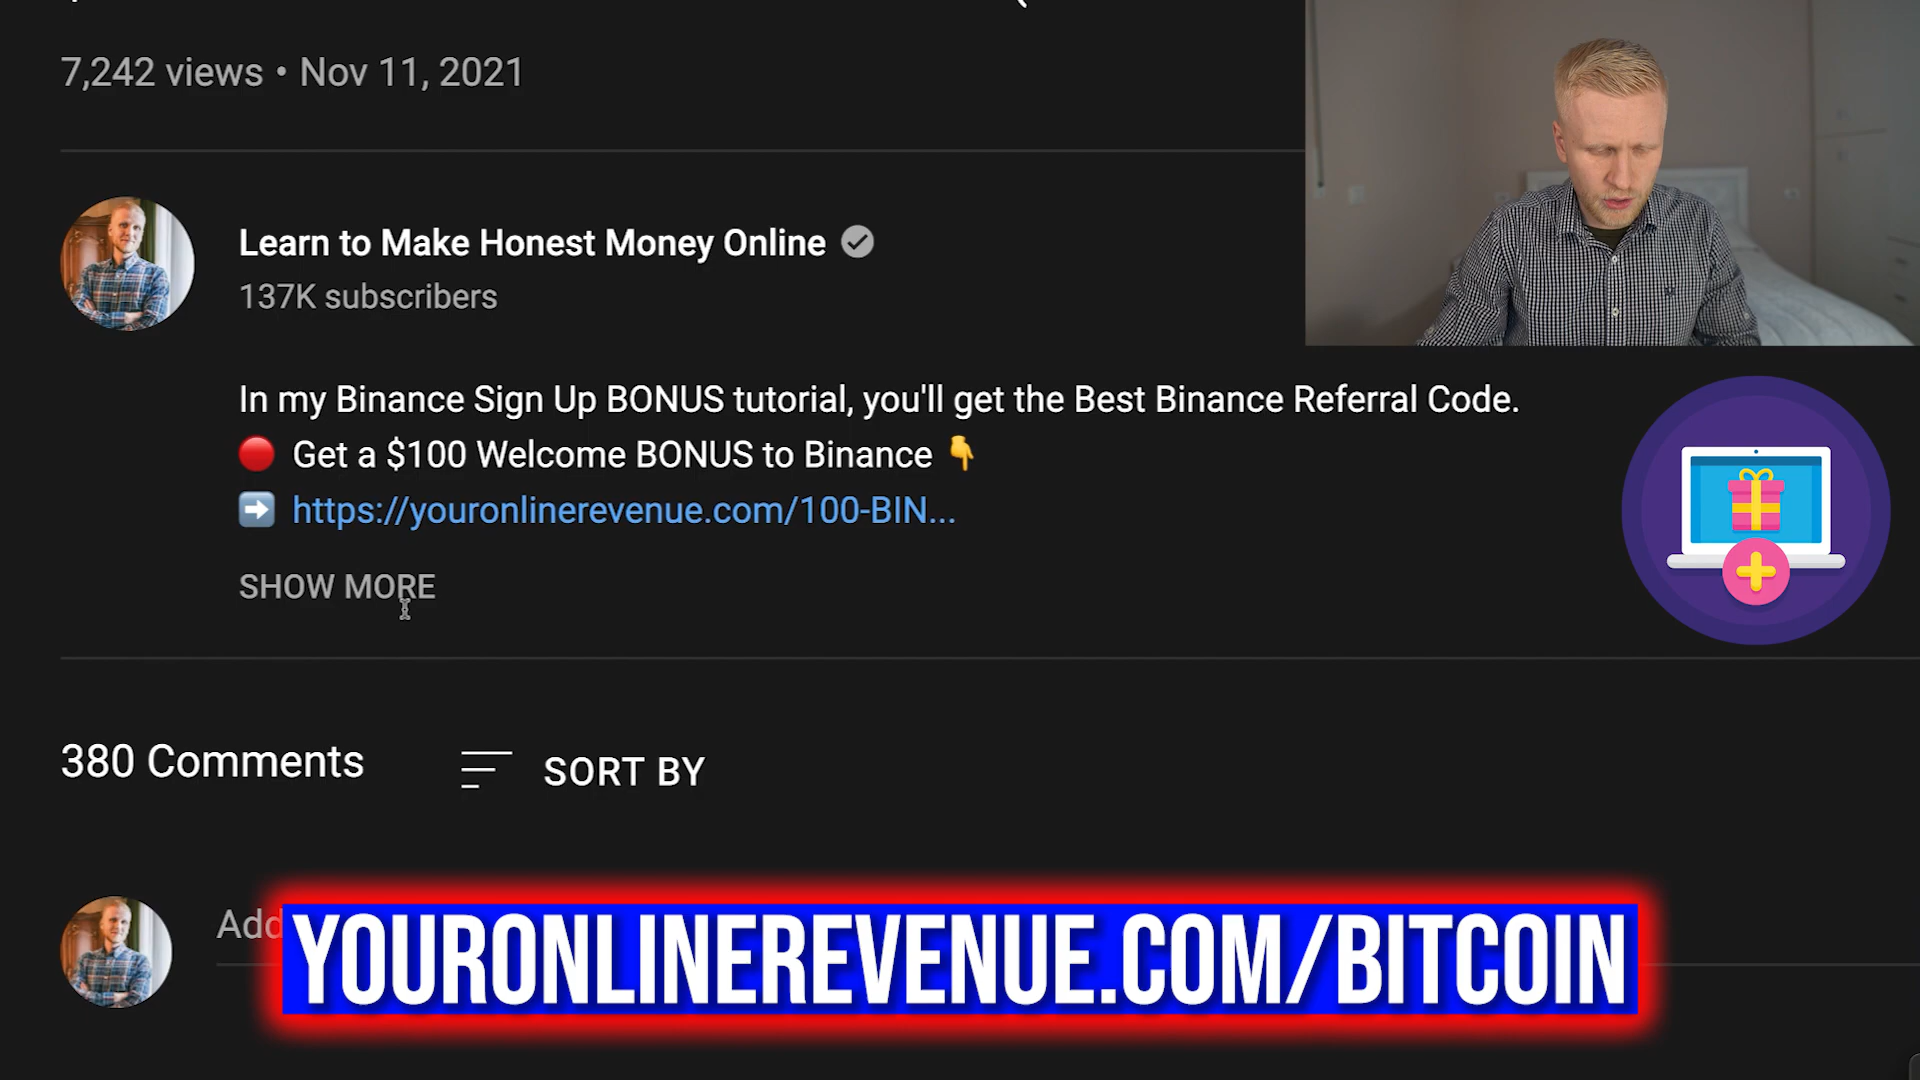 7,242 views • Nov 11, 2021
Learn to Make Honest Money Online
137K subscribers
In my Binance Sign Up BONUS tutorial, you'll get the Best Binance Referral Code.
🔴 Get a $100 Welcome BONUS to Binance 👇
➡️ https://youronlinerevenue.com/100-BIN...
SHOW MORE
380 Comments
SORT BY
Add
YOURONLINEREVENUE.COM/BITCOIN